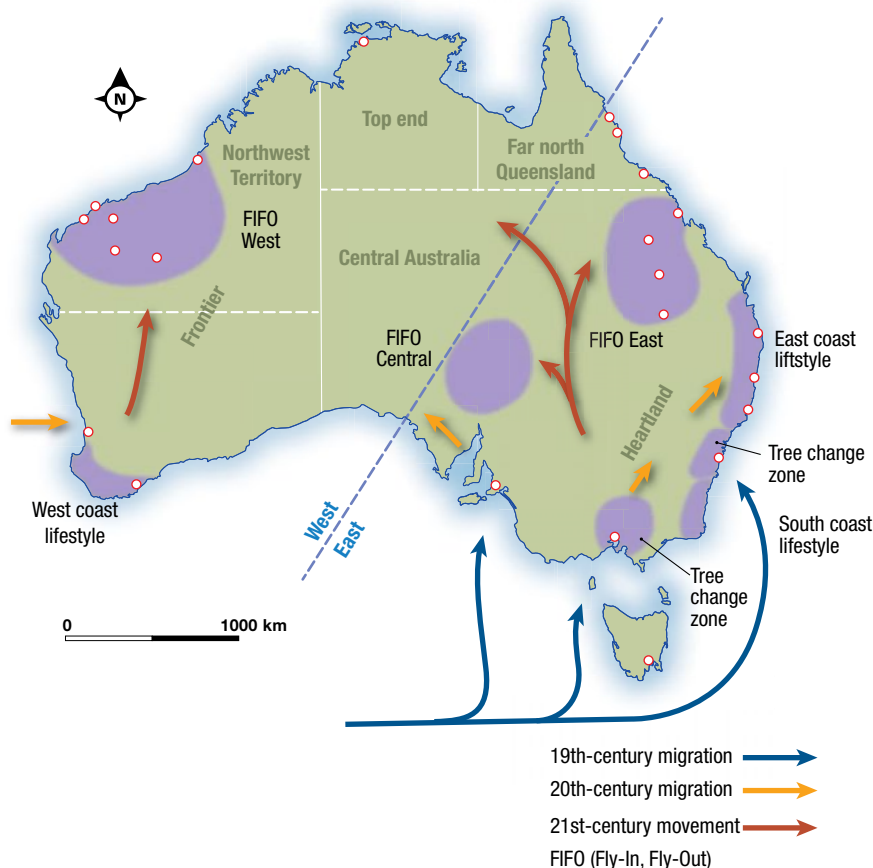 N
Top end
Northwest
Territory
Far north
Queensland
FIFO
West
Central Australia
Frontier
FIFO
Central
FIFO East
East coast
liftstyle
Heartland
Tree change
zone
West coast
lifestyle
West
East
South coast
lifestyle
Tree
change
zone
0 1000 km
19th-century migration
20th-century migration
21st-century movement
FIFO (Fly-In, Fly-Out)